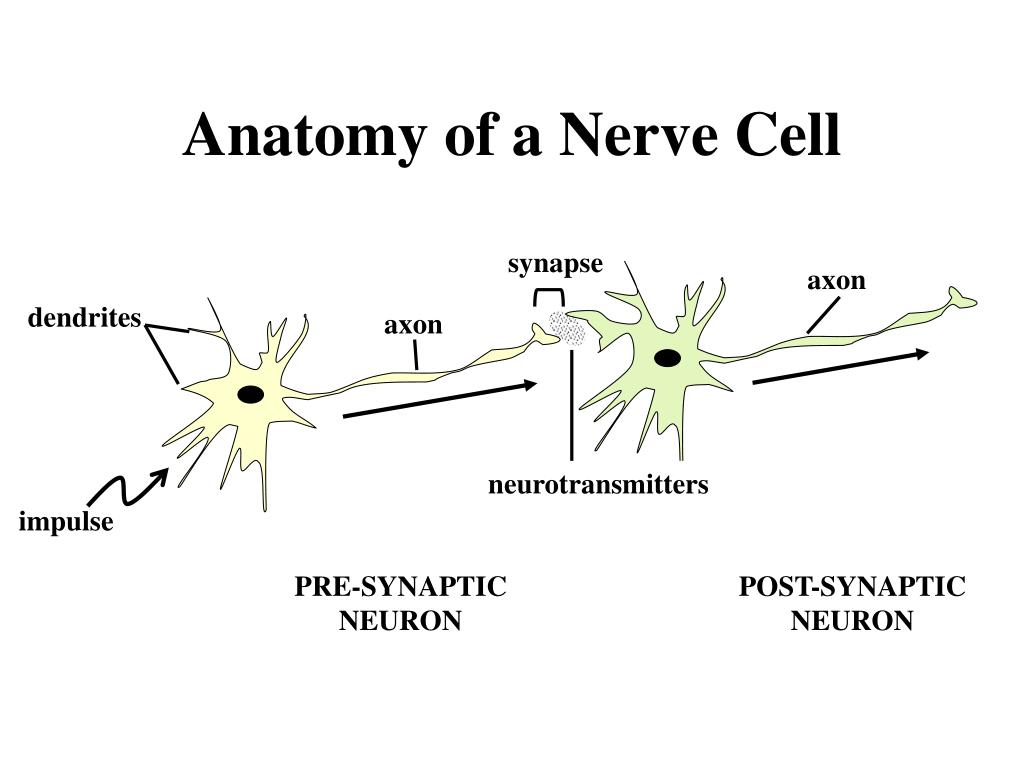 Anatomy of a Nerve Cell
synapse
axon
dendrites
axon
neurotransmitters
impulse
PRE-SYNAPTIC
NEURON
POST-SYNAPTIC
NEURON